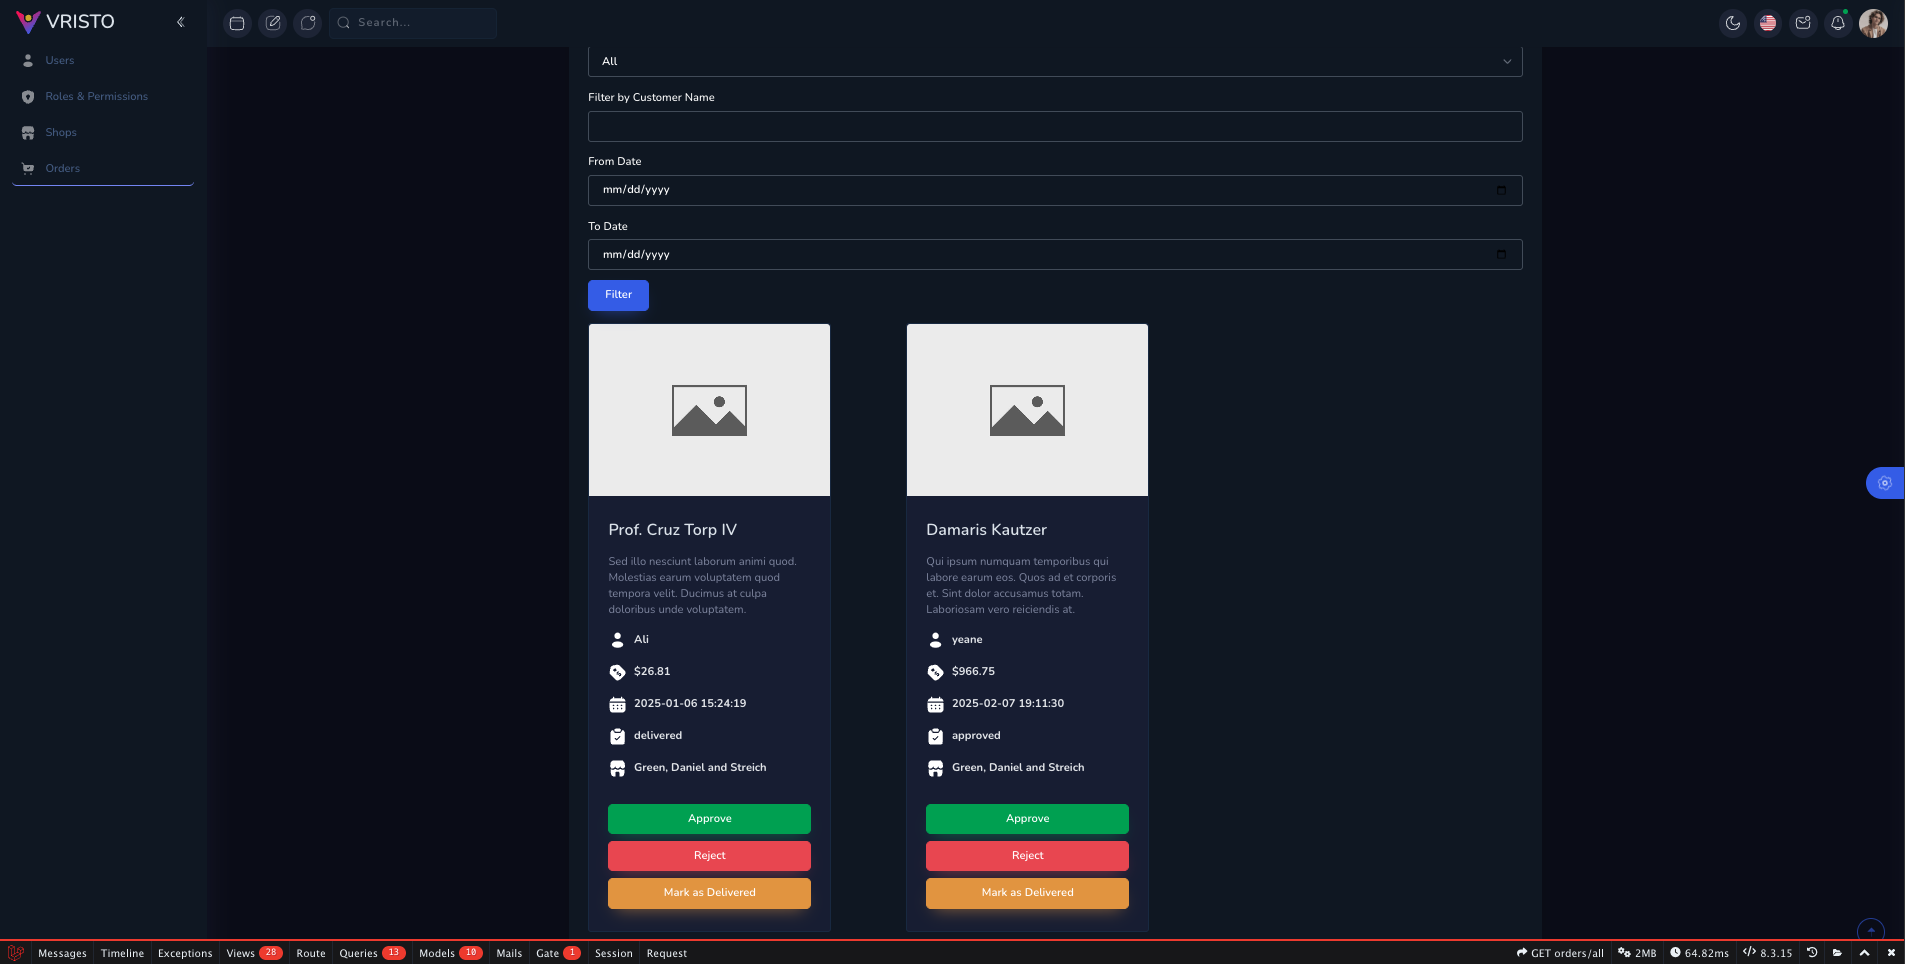 VRISTO
Search...
Users
Roles & Permissions
Shops
Orders
All
Filter by Customer Name
From Date
mm/dd/yyyy
To Date
mm/dd/yyyy
Filter
Prof. Cruz Torp IV
Sed illo nesciunt laborum animi quod.
Molestias earum voluptatem quod
tempora velit. Ducimus at culpa
doloribus unde voluptatem.
Ali
$26.81
2025-01-06 15:24:19
delivered
Green, Daniel and Streich
Approve
Reject
Mark as Delivered
Damaris Kautzer
Qui ipsum numquam temporibus qui
labore earum eos. Quos ad et corporis
et. Sint dolor accusamus totam.
Laboriosam vero reiciendis at.
yeane
$966.75
2025-02-07 19:11:30
approved
Green, Daniel and Streich
Approve
Reject
Mark as Delivered
Messages Timeline Exceptions Views 28 Route Queries 13 Models 10 Mails Gate 1 Session Request GET orders/all 2MB 64.82ms 8.3.15